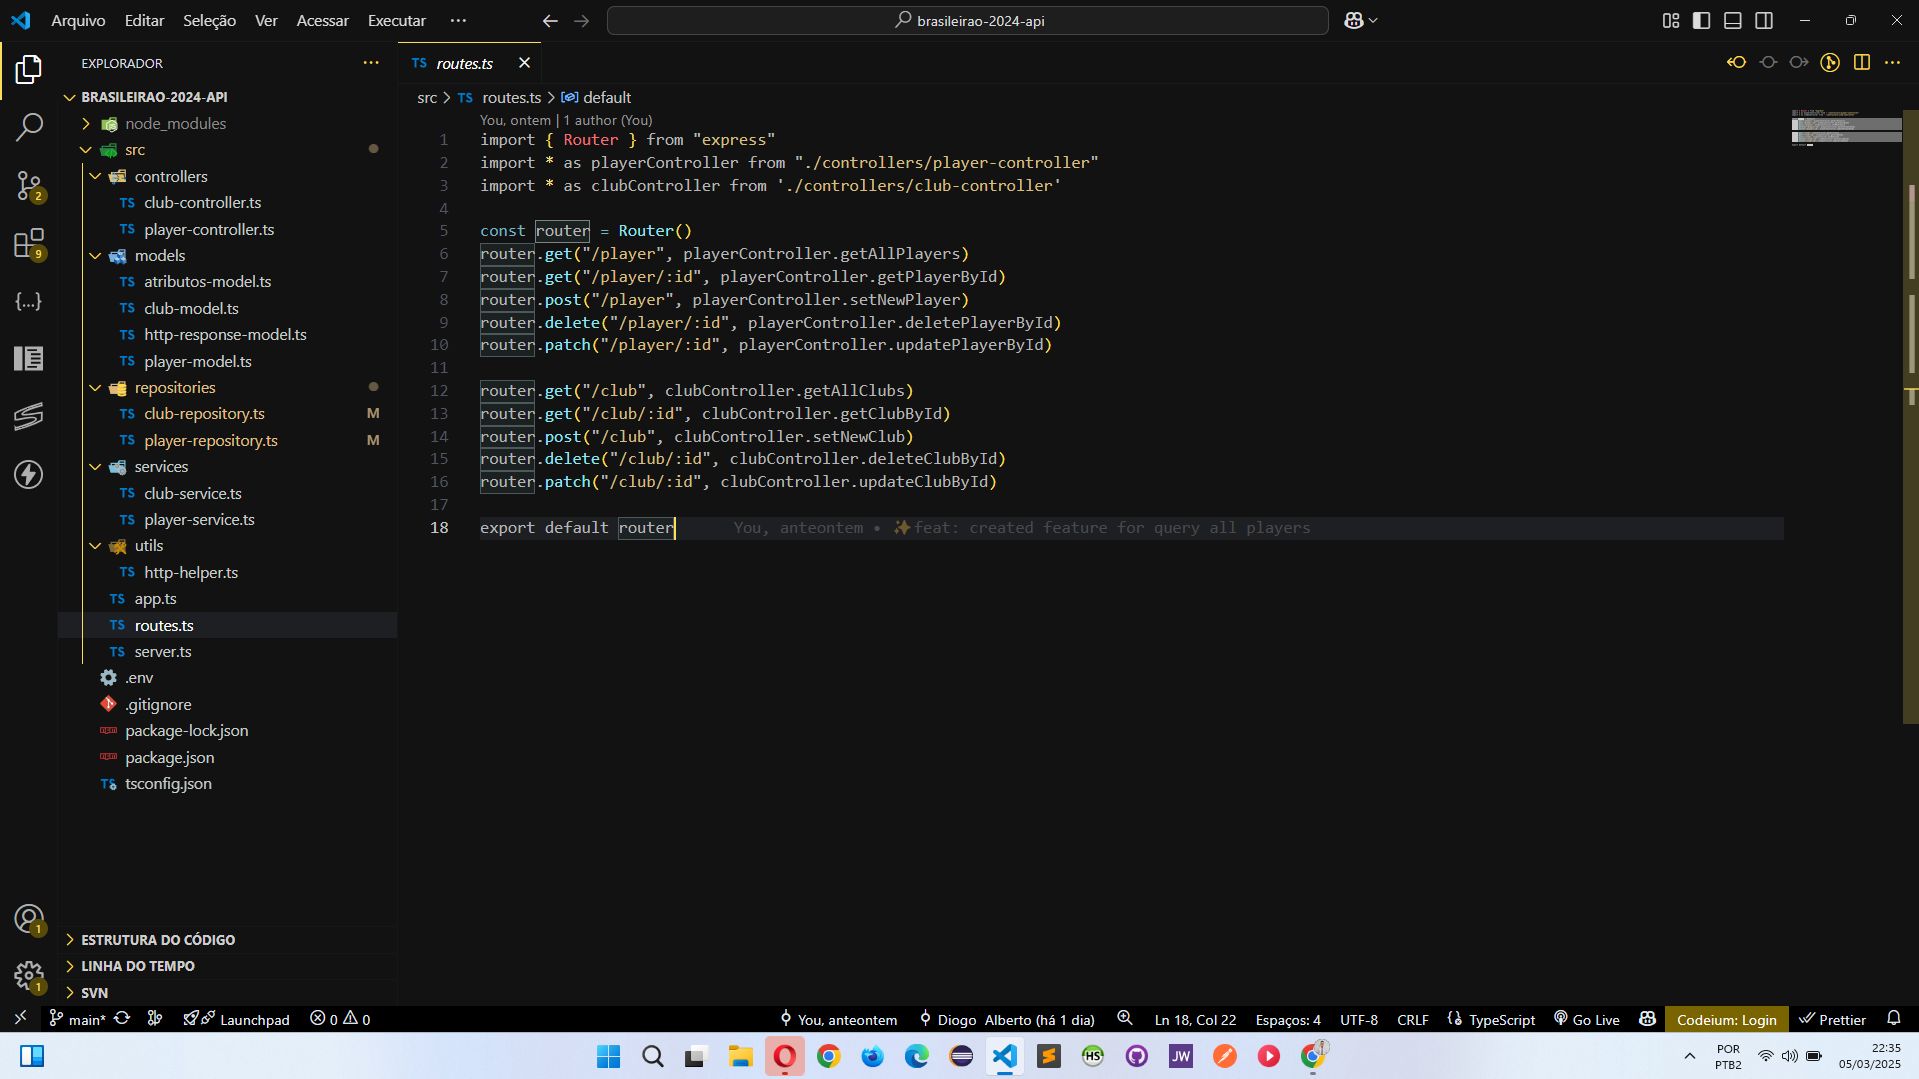 Arquivo Editar Seleção Ver Acessar Executar ··· brasileirao-2024-api
EXPLORADOR ···
BRASILEIRAO-2024-API
node_modules
src
controllers
TS club-controller.ts
TS player-controller.ts
models
TS atributos-model.ts
TS club-model.ts
TS http-response-model.ts
TS player-model.ts
repositories
TS club-repository.ts M
TS player-repository.ts M
services
TS club-service.ts
TS player-service.ts
utils
TS http-helper.ts
TS app.ts
TS routes.ts
TS server.ts
.env
.gitignore
package-lock.json
package.json
TS tsconfig.json
ESTRUTURA DO CÓDIGO
LINHA DO TEMPO
SVN
2
9
1
1
TS routes.ts
src > TS routes.ts > default
You, ontem | 1 author (You)
1 import { Router } from "express"
2 import * as playerController from "./controllers/player-controller"
3 import * as clubController from './controllers/club-controller'
4
5 const router = Router()
6 router.get("/player", playerController.getAllPlayers)
7 router.get("/player/:id", playerController.getPlayerById)
8 router.post("/player", playerController.setNewPlayer)
9 router.delete("/player/:id", playerController.deletePlayerById)
10 router.patch("/player/:id", playerController.updatePlayerById)
11
12 router.get("/club", clubController.getAllClubs)
13 router.get("/club/:id", clubController.getClubById)
14 router.post("/club", clubController.setNewClub)
15 router.delete("/club/:id", clubController.deleteClubById)
16 router.patch("/club/:id", clubController.updateClubById)
17
18 export default router You, anteontem • ✨feat: created feature for query all players
main* Launchpad 0 0 You, anteontem Diogo Alberto (há 1 dia) Ln 18, Col 22 Espaços: 4 UTF-8 CRLF TypeScript Go Live Codeium: Login Prettier
HS JW POR 22:35
PTB2 05/03/2025